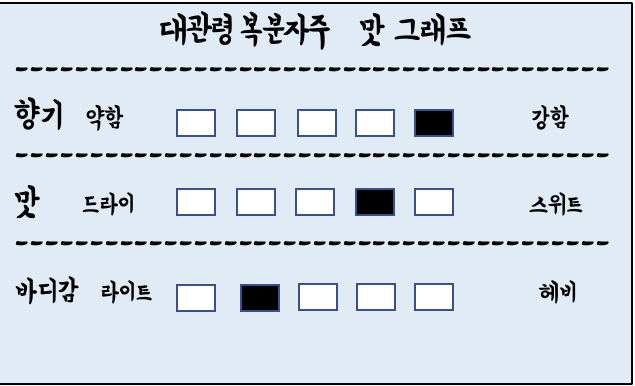 대관령 복분자주 맛 그래프
향기 약함 강함
맛 드라이 스위트
바디감 라이트 헤비